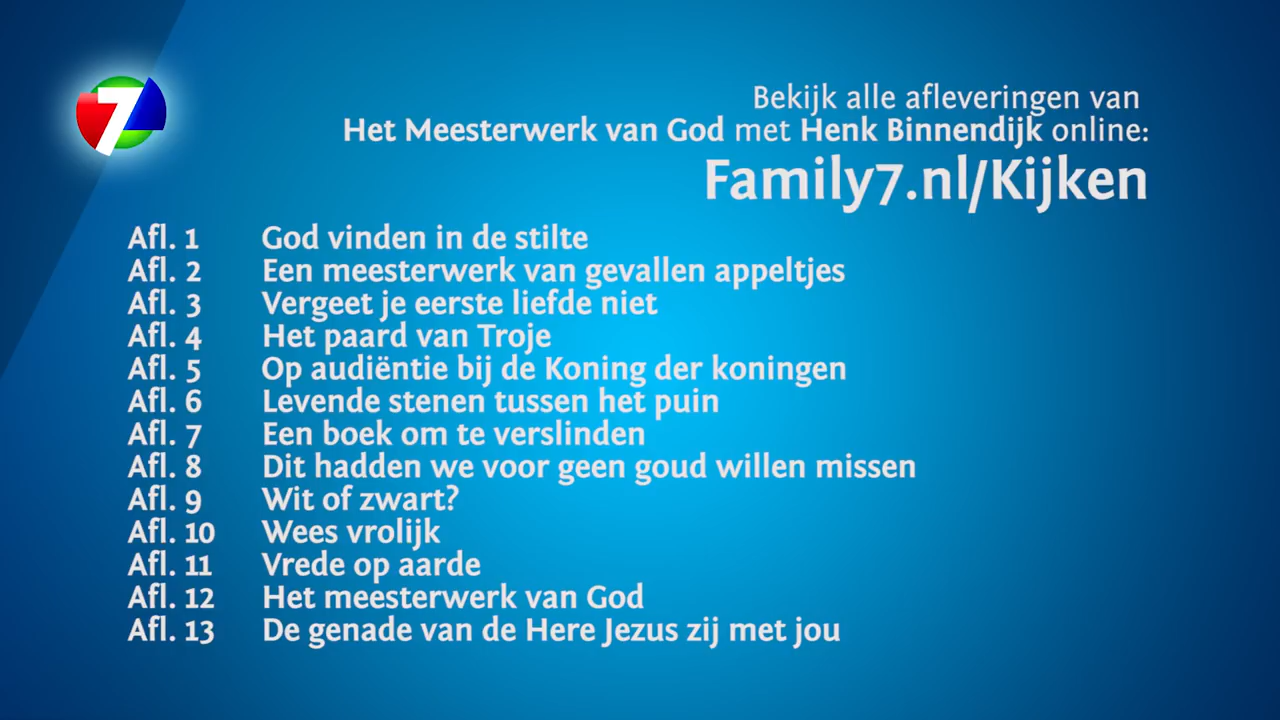 7
Bekijk alle afleveringen van
Het Meesterwerk van God met Henk Binnendijk online:
Family7.nl/Kijken
Afl. 1 God vinden in de stilte
Afl. 2 Een meesterwerk van gevallen appeltjes
Afl. 3 Vergeet je eerste liefde niet
Afl. 4 Het paard van Troje
Afl. 5 Op audiëntie bij de Koning der koningen
Afl. 6 Levende stenen tussen het puin
Afl. 7 Een boek om te verslinden
Afl. 8 Dit hadden we voor geen goud willen missen
Afl. 9 Wit of zwart?
Afl. 10 Wees vrolijk
Afl. 11 Vrede op aarde
Afl. 12 Het meesterwerk van God
Afl. 13 De genade van de Here Jezus zij met jou